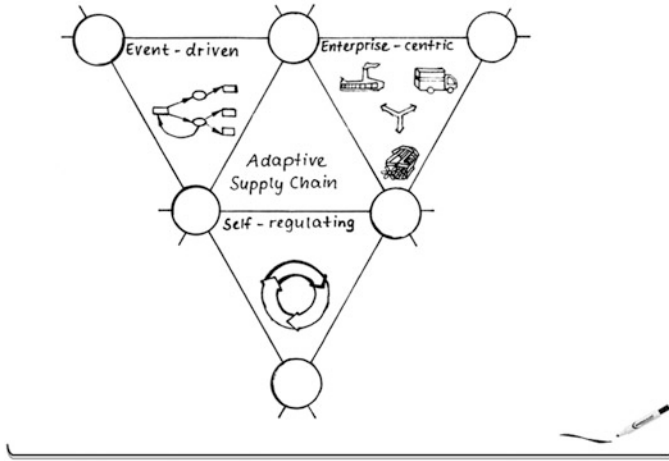 Event - driven
Enterprise - centric
Adaptive
Supply Chain
Self - regulating